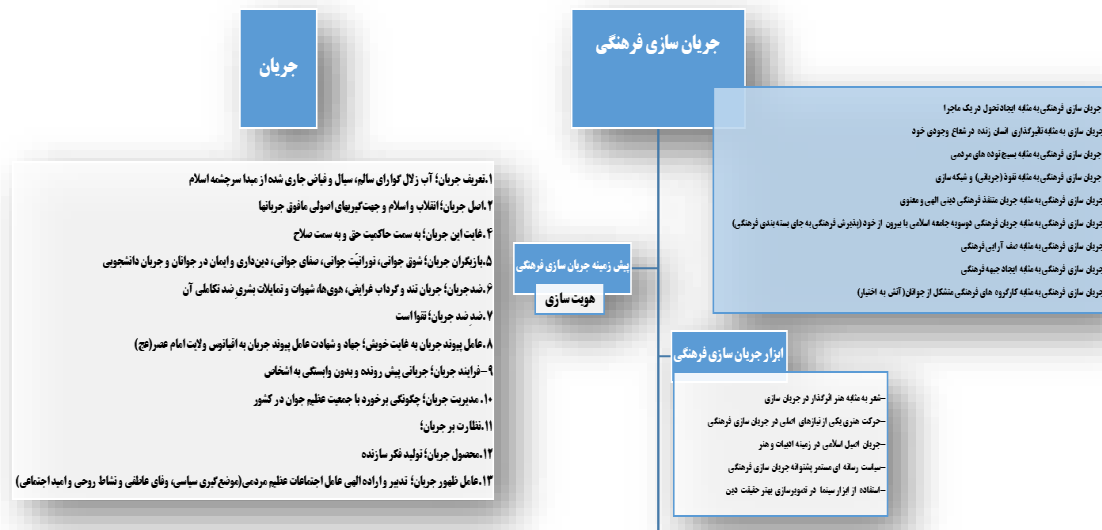 جریان سازی فرهنگی
جریان سازی فرهنگی به مثابه ایجاد تحول در یک ماجرا
جریان سازی به مثابه تاثیرگذاری انسان زنده در شعاع وجودی خود
جریان سازی فرهنگی به مثابه بسیج توده های مردمی
جریان سازی فرهنگی به مثابه نفوذ (جریانی) و شبکه سازی
جریان سازی فرهنگی به مثابه جریان متنفذ فرهنگی دینی الهی و معنوی
جریان سازی فرهنگی به مثابه جریان فرهنگی دوسویه جامعه اسلامی با بیرون از خود (پذیرش فرهنگی به جای بسته بندی فرهنگی)
جریان سازی فرهنگی به مثابه صف آرایی فرهنگی
جریان سازی فرهنگی به مثابه ایجاد جبهه فرهنگی
جریان سازی فرهنگی به مثابه کارگروه های فرهنگی متشکل از جوانان (آتش به اختیار)
پیش زمینه جریان سازی فرهنگی
هویت سازی
ابزار جریان سازی فرهنگی
-شعر به مثابه هنر اثرگذار در جریان سازی
-حرکت هنری یکی از نیازهای اصلی در جریان سازی فرهنگی
-جریان اصیل اسلامی در زمینه ادبیات و هنر
-سیاست رسانه ای مستمر پشتوانه جریان سازی فرهنگی
-استفاده از ابزار سینما در تصویرسازی بهتر حقیقت دین
جریان
۱.تعریف جریان؛ آب زلال گوارای سالم، سیال و فیاض جاری شده از مبدا سرچشمه اسلام
۲.اصل جریان؛ انقلاب و اسلام و جهت‌گیریهای اصولی مافوق جریانها
۴.غایت این جریان؛ به سمت حاکمیت حق و به سمت صلاح
۵.بازیگران جریان؛ شوق جوانی، نورانیّت جوانی، صفای جوانی، دین‌داری و ایمان در جوانان و جریان دانشجویی
۶.ضدجریان؛ جریان تند و گرداب غرایض، هوی‌ها، شهوات و تمایلات بشری ضد تکاملی آن
۷.ضدِ ضد جریان؛ تقوا است
۸.عامل پیوند جریان به غایت خویش؛ جهاد و شهادت عامل پیوند جریان به اقیانوس ولایت امام عصر(عج)
۹-فرایند جریان؛ جریانی پیش رونده و بدون وابستگی به اشخاص
۱۰.مدیریت جریان؛ چگونگی برخورد با جمعیت عظیم جوان در کشور
۱۱.نظارت بر جریان؛
۱۲.محصول جریان؛ تولید فکر سازنده
۱۳.عامل ظهور جریان؛ تدبیر و اراده الهی عامل اجتماعات عظیم مردمی(موضع‌گیری سیاسی، وفای عاطفی و نشاط روحی و امید اجتماعی)